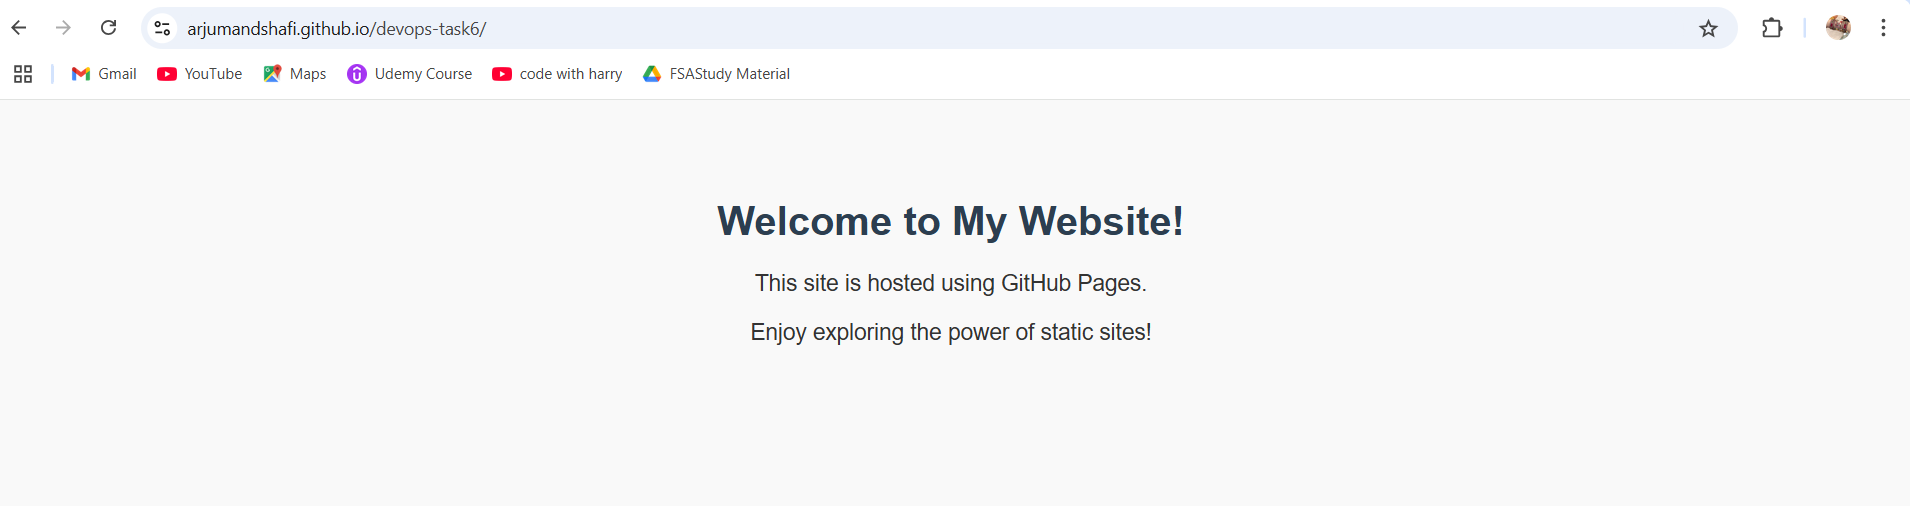 arjumandshafi.github.io/devops-task6/
Gmail YouTube Maps Udemy Course code with harry FSAStudy Material
Welcome to My Website!
This site is hosted using GitHub Pages.
Enjoy exploring the power of static sites!